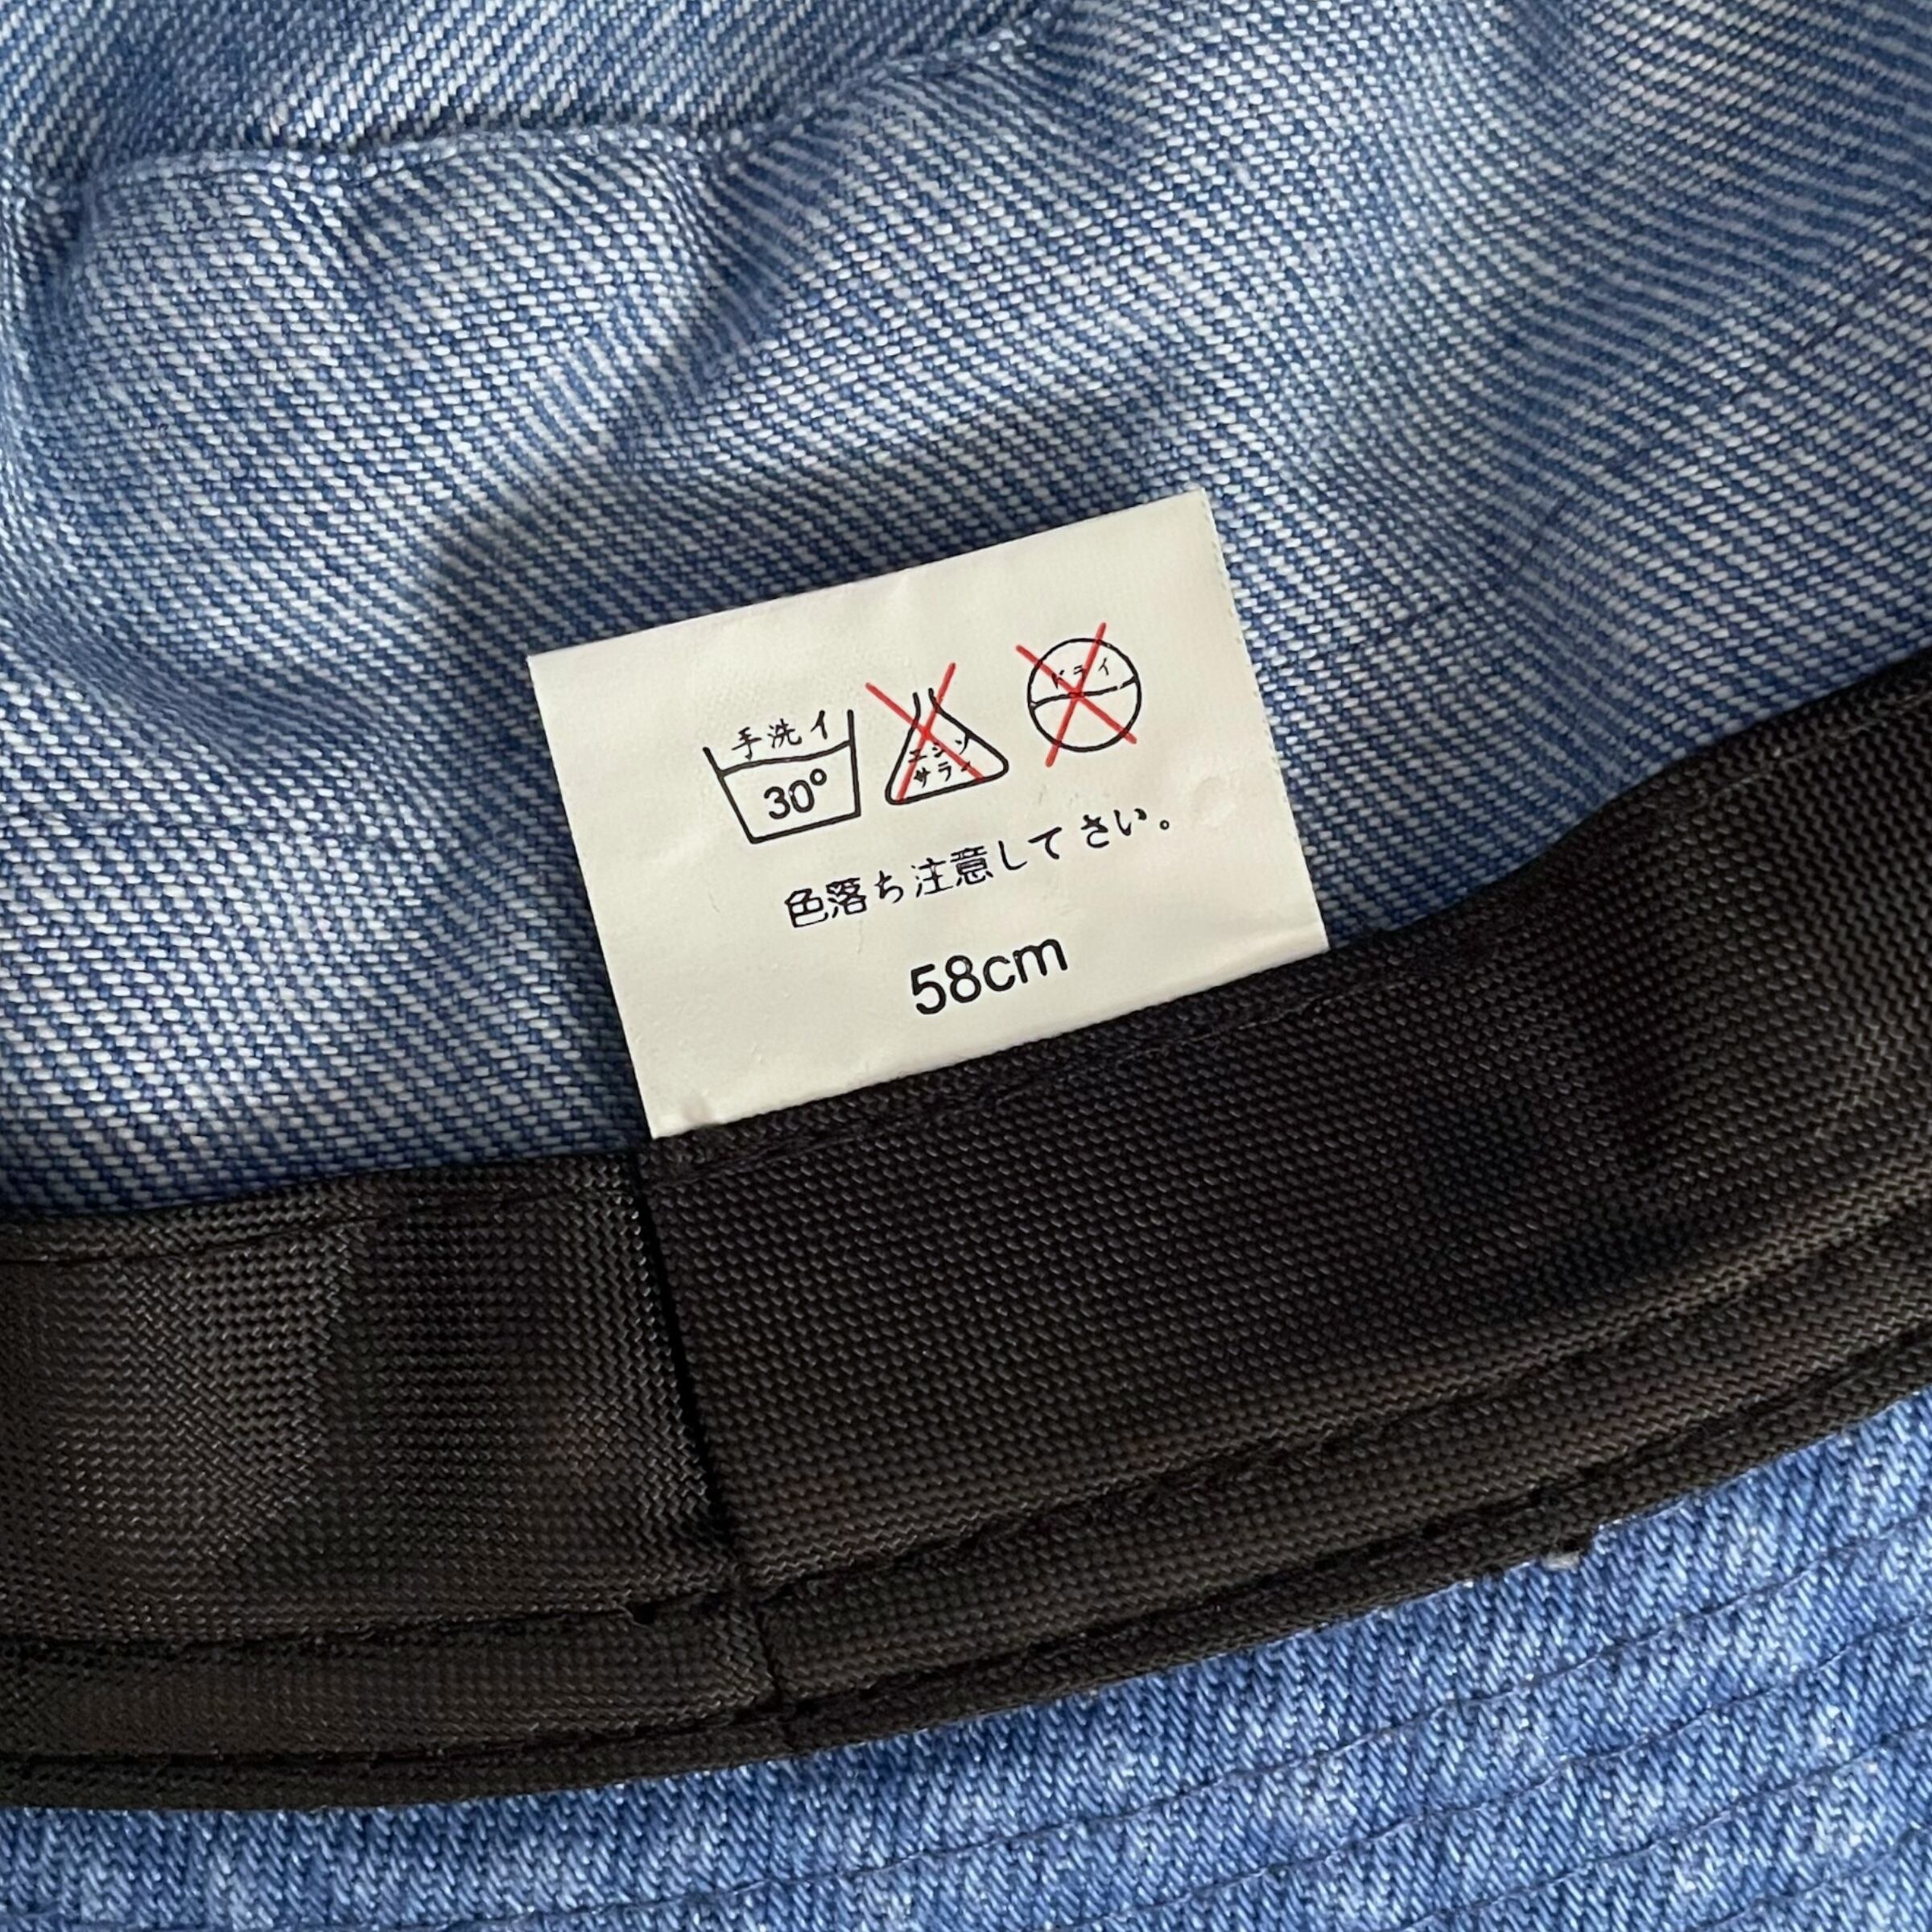 手洗イ
30°
エンソ
サラシ
ドライ
色落ち注意してさい。
58cm